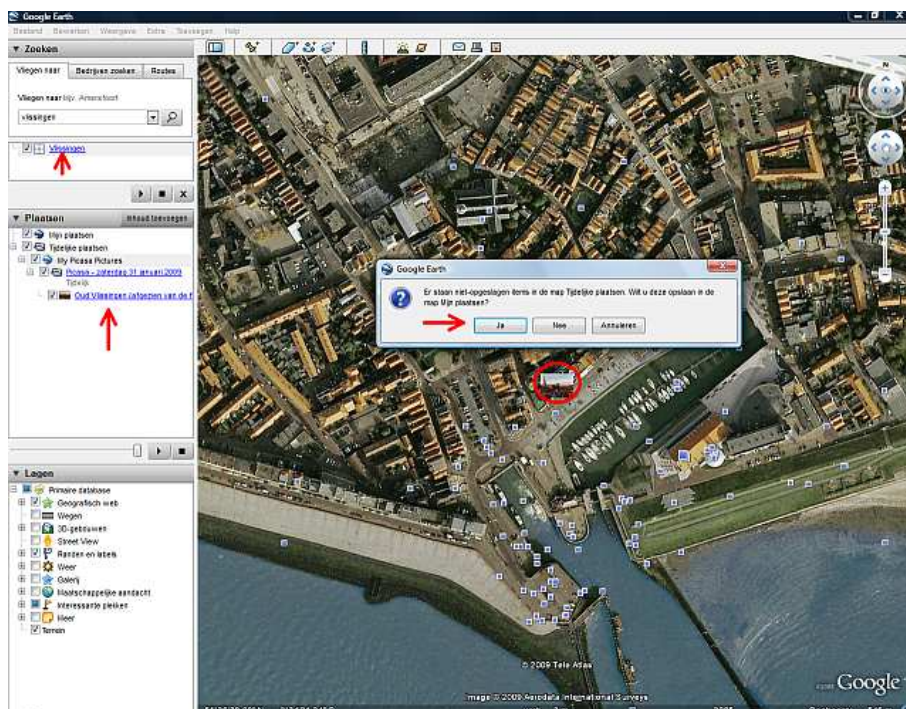 Google Earth
Bestand Bewerken Weergave Extra Toevoegen Help
Zoeken
Vliegen naar Bedrijven zoeken Routes
Vliegen naar bijv. Amersfoort
vlissingen
Vlissingen
Plaatsen Inhoud toevoegen
Mijn plaatsen
Tijdelijke plaatsen
My Picasa Pictures
Picasa - zaterdag 31 januari 2009
Tijdelijk
Oud Vlissingen (afgezien van de
Google Earth
Er staan niet-opgeslagen items in de map Tijdelijke plaatsen. Wilt u deze opslaan in de
map Mijn plaatsen?
Ja Nee Annuleren
Lagen
Primaire database
Geografisch web
Wegen
3D-gebouwen
Street View
Randen en labels
Weer
Galerij
Maatschappelijke aandacht
Interessante plekken
Meer
Terrein
N
© 2009 Tele Atlas
Image © 2009 Aerodata International Surveys
Google